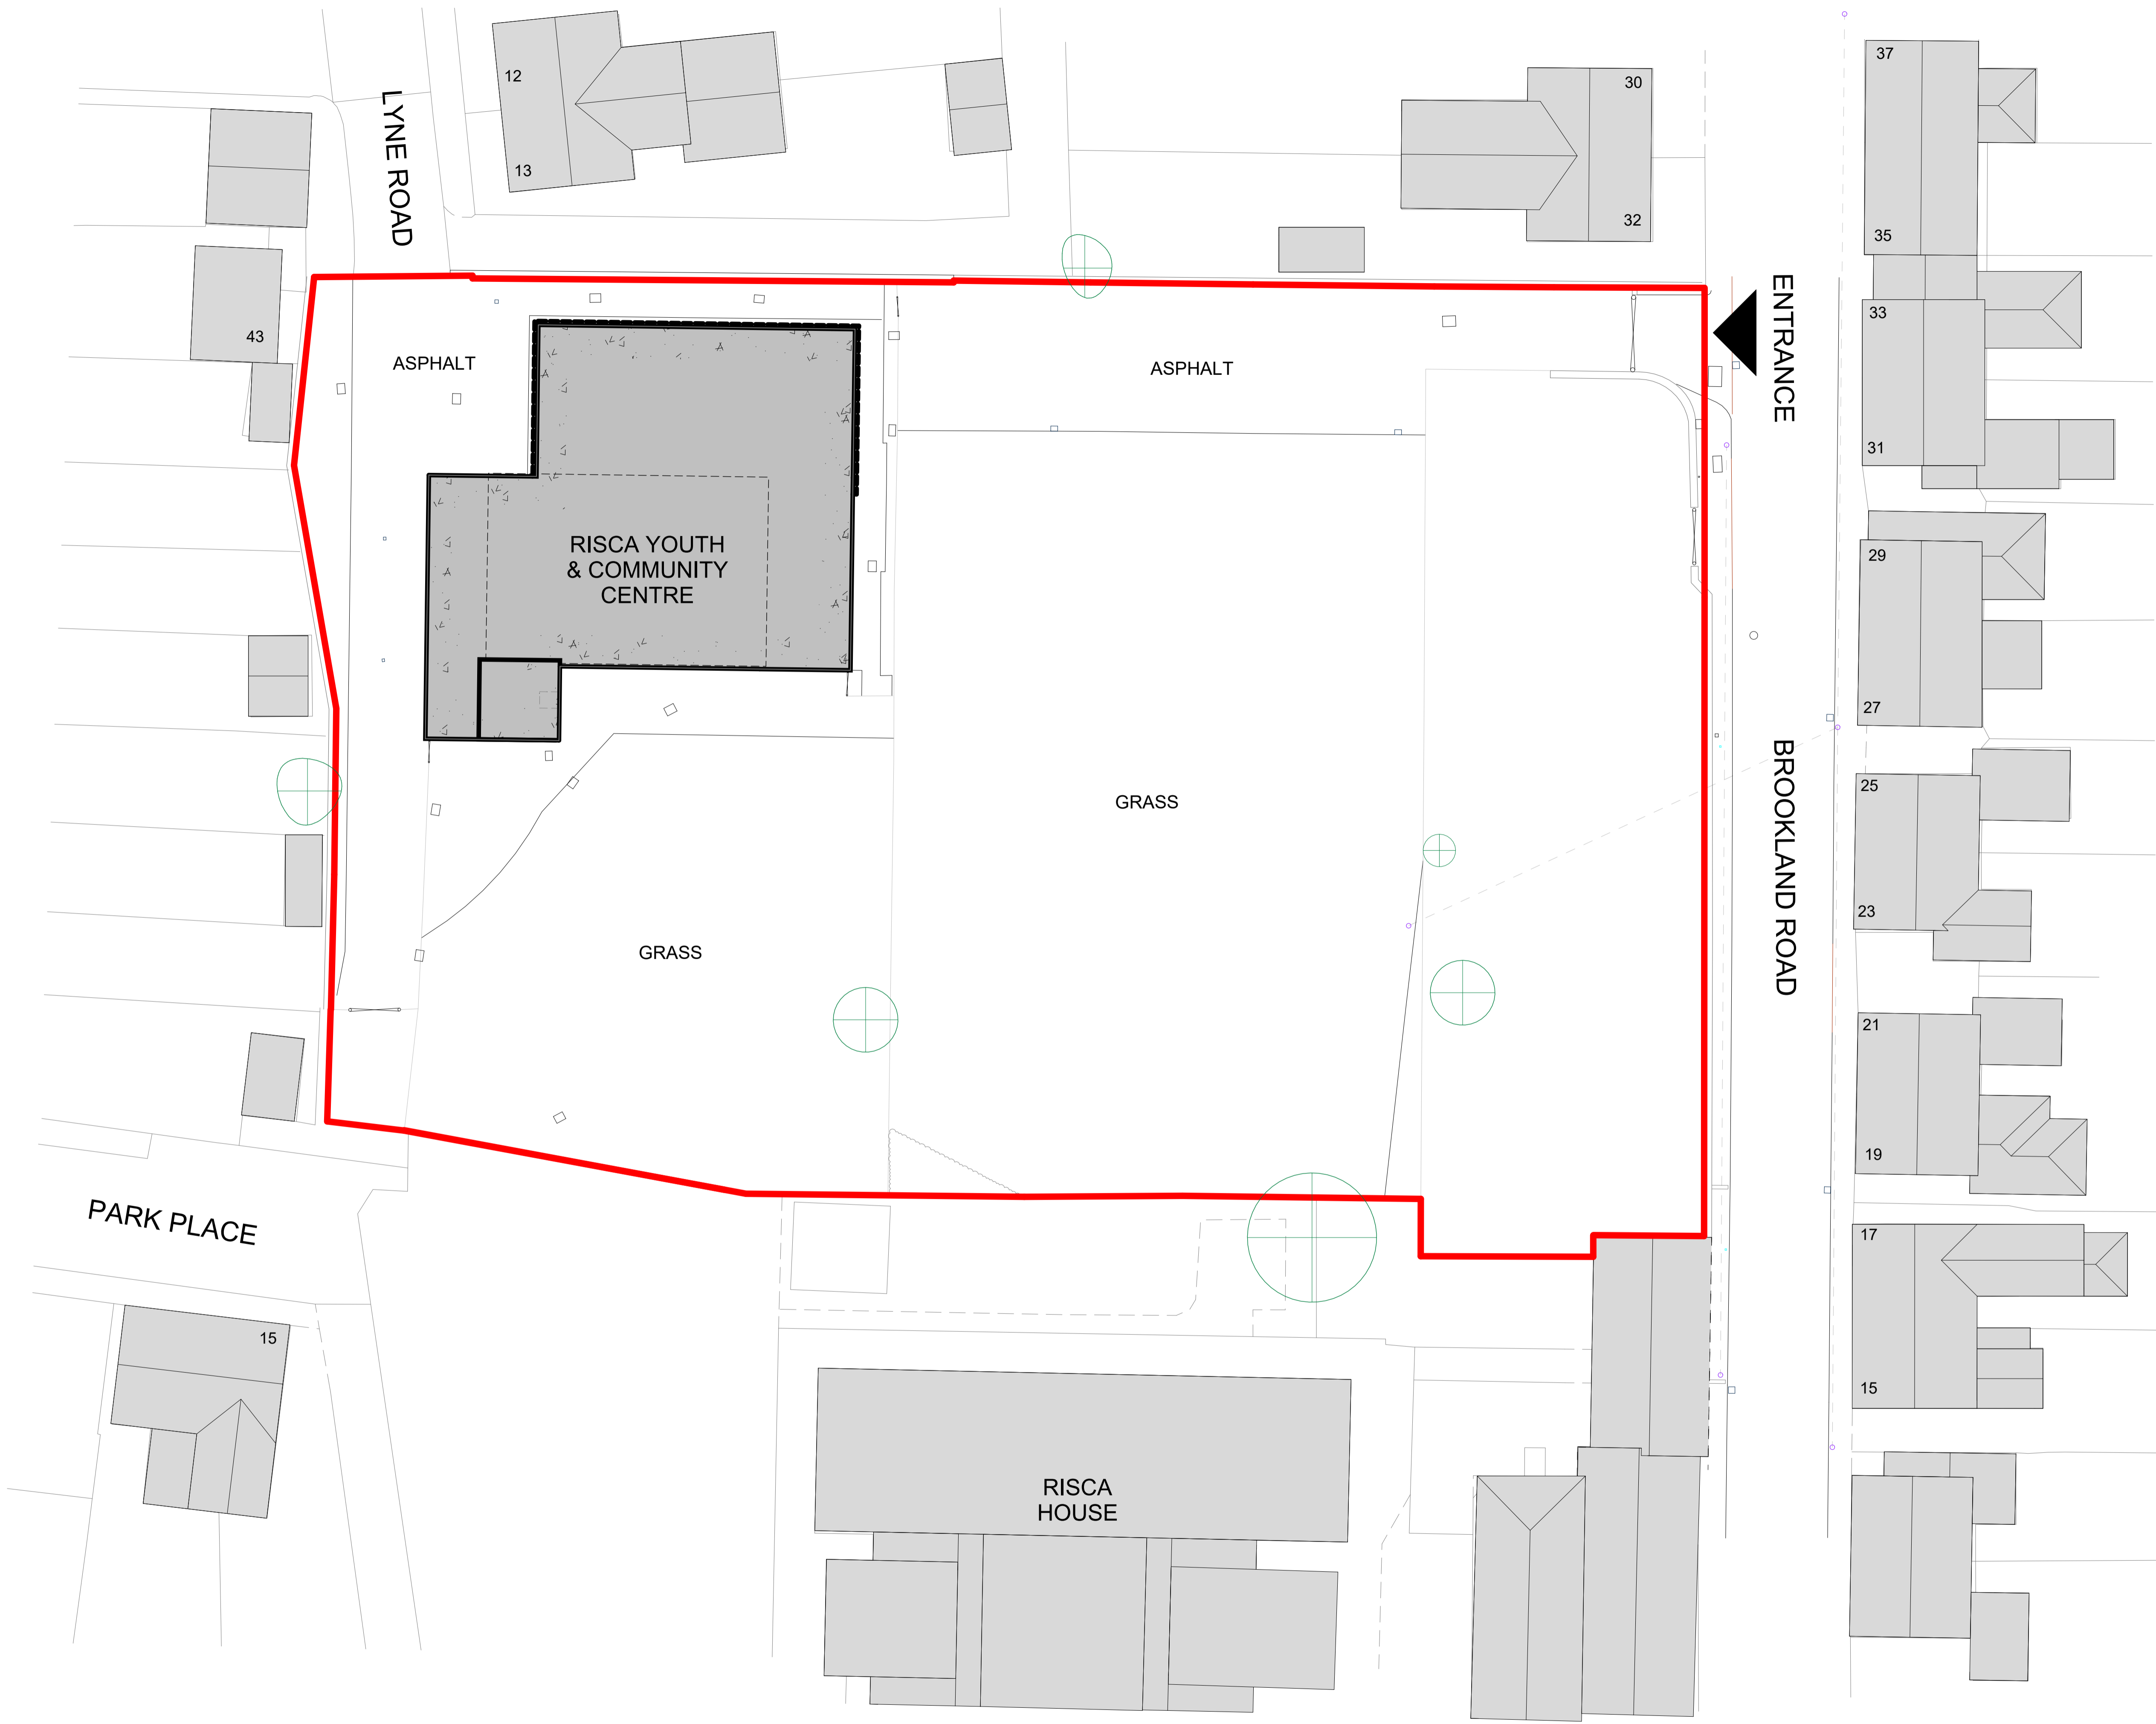 12
13
LYNE ROAD
30
32
37
35
43
ASPHALT
ASPHALT
ENTRANCE
33
31
RISCA YOUTH
& COMMUNITY
CENTRE
29
27
GRASS
GRASS
BROOKLAND ROAD
25
23
21
19
PARK PLACE
17
15
15
RISCA
HOUSE